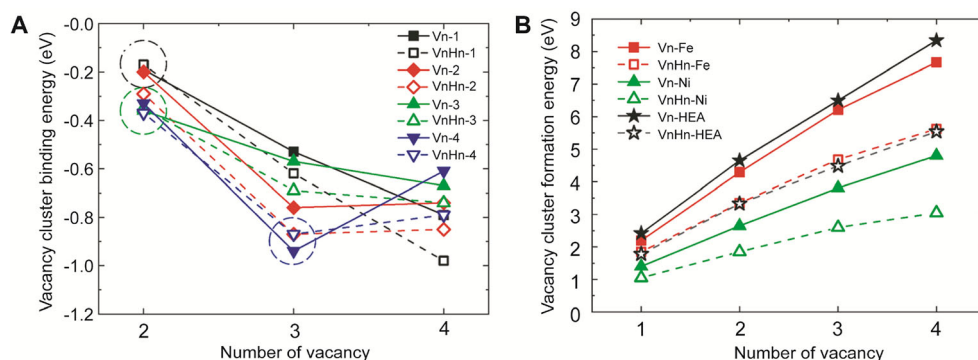 A
Vacancy cluster binding energy (eV)
-0.0
-0.2
-0.4
-0.6
-0.8
-1.0
-1.2
2
3
4
Number of vacancy
Vn-1
VnHn-1
Vn-2
VnHn-2
Vn-3
VnHn-3
Vn-4
VnHn-4
B
Vacancy cluster formation energy (eV)
9
8
7
6
5
4
3
2
1
0
1
2
3
4
Number of vacancy
Vn-Fe
VnHn-Fe
Vn-Ni
VnHn-Ni
Vn-HEA
VnHn-HEA